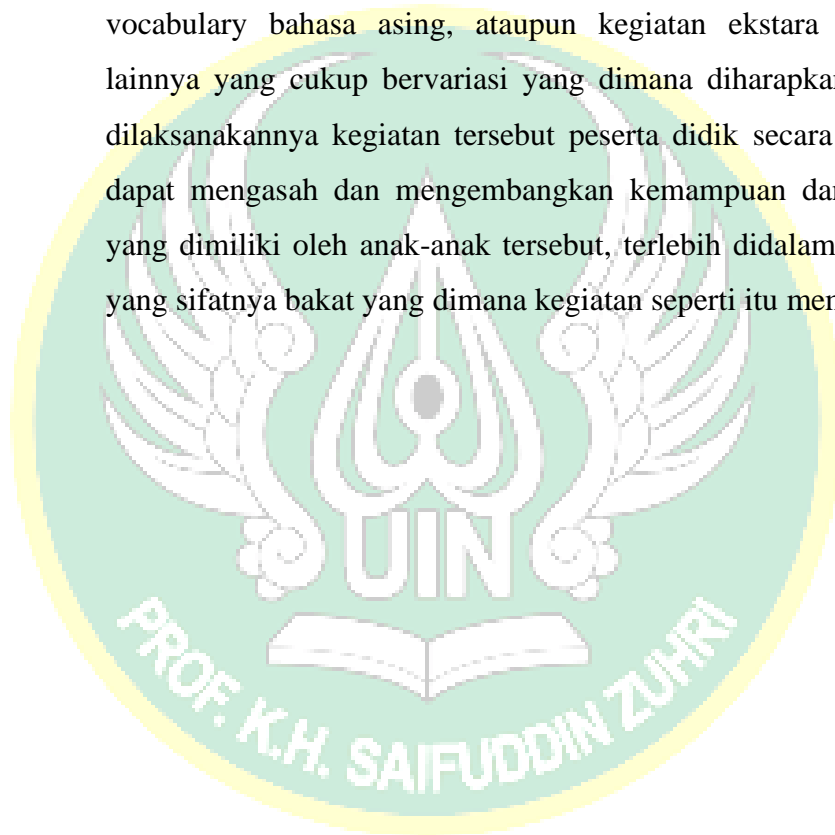 vocabulary bahasa asing, ataupun kegiatan ekstara
lainnya yang cukup bervariasi yang dimana diharapkan
dilaksanakannya kegiatan tersebut peserta didik secara
dapat mengasah dan mengembangkan kemampuan dan
yang dimiliki oleh anak-anak tersebut, terlebih didalam
yang sifatnya bakat yang dimana kegiatan seperti itu
UIN
PROF. K.H. SAIFUDDIN ZUHRI